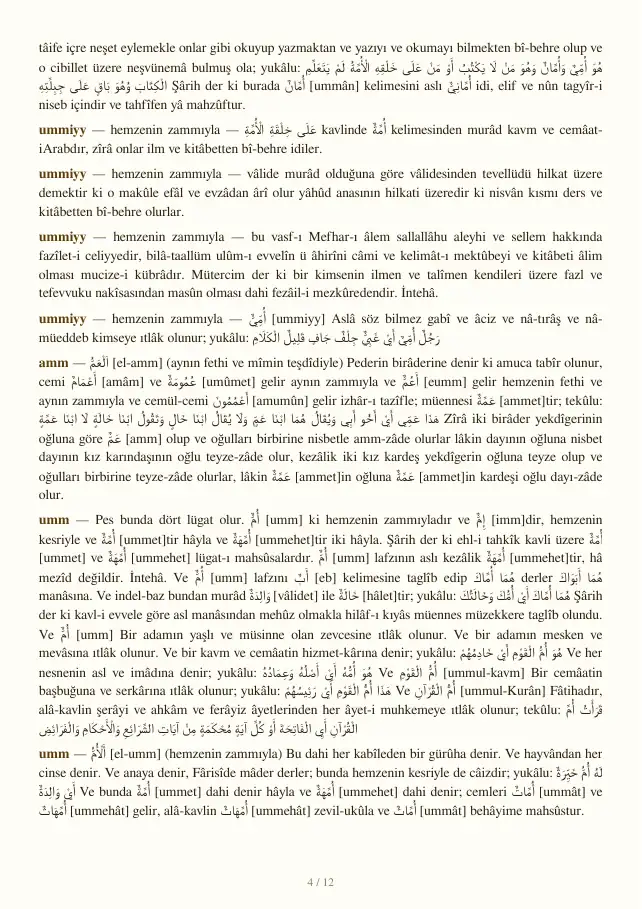 tâife içre neşet eylemekle onlar gibi okuyup yazmaktan ve yazıyı ve okumayı bilmekten bî-behre olup ve
o cibillet üzere neşvünemâ bulmuş ola; yukâlu: هُوَ أُمِّيٌّ وَأُمَّانٌ وَهُوَ مَنْ لَا يَكْتُبُ أَوْ مَنْ عَلَى خَلْقِهِ الْأُمَّةُ لَمْ يَتَعَلَّمِ
الْكِتَابَ وَهُوَ بَاقٍ عَلَى جِبِلَّتِهِ Şârih der ki burada أُمَّانٌ [ummân] kelimesini aslı أُمَّانِيٌّ idi, elif ve nûn tagyîr-i
niseb içindir ve tahfîfen yâ mahzûftur.
ummiyy — hemzenin zammıyla — عَلَى خِلْقَةِ الْأُمَّةِ kavlinde أُمَّةٌ kelimesinden murâd kavm ve cemâat-
iArabdır, zîrâ onlar ilm ve kitâbetten bî-behre idiler.
ummiyy — hemzenin zammıyla — vâlide murâd olduğuna göre vâlidesinden tevellüdü hilkat üzere
demektir ki o makûle efâl ve evzâdan ârî olur yâhûd anasının hilkati üzeredir ki nisvân kısmı ders ve
kitâbetten bî-behre olurlar.
ummiyy — hemzenin zammıyla — bu vasf-ı Mefhar-ı âlem sallallâhu aleyhi ve sellem hakkında
fazîlet-i celiyyedir, bilâ-taallüm ulûm-ı evvelîn ü âhirîni câmi ve kelimât-ı mektûbeyi ve kitâbeti âlim
olması mucize-i kübrâdır. Mütercim der ki bir kimsenin ilmen ve talîmen kendileri üzere fazl ve
tefevvuku nakîsasından masûn olması dahi fezâil-i mezkûredendir. İntehâ.
ummiyy — hemzenin zammıyla — أُمِّيٌّ [ummiyy] Aslâ söz bilmez gabî ve âciz ve nâ-tırâş ve nâ-
müeddeb kimseye ıtlâk olunur; yukâlu: رَجُلٌ أُمِّيٌّ أَيْ غَبِيٌّ جِلْفٌ جَافٍ قَلِيلُ الْكَلَامِ
amm — اَلْعَمُّ [el-amm] (aynın fethi ve mîmin teşdîdiyle) Pederin birâderine denir ki amuca tabîr olunur,
cemi أَعْمَامٌ [amâm] ve عُمُومَةٌ [umûmet] gelir aynın zammıyla ve أَعُمٌّ [eumm] gelir hemzenin fethi ve
aynın zammıyla ve cemül-cemi أَعْمُمُونَ [amumûn] gelir izhâr-ı tazîfle; müennesi عَمَّةٌ [ammet]tir; tekûlu:
هَذَا عَمِّي أَيْ أَخُو أَبِي وَيُقَالُ هُمَا ابْنَا عَمٍّ وَلَا يُقَالُ ابْنَا خَالٍ وَتَقُولُ ابْنَا خَالَةٍ لَا ابْنَا عَمَّةٍ Zîrâ iki birâder yekdîgerinin
oğluna göre عَمٌّ [amm] olup ve oğulları birbirine nisbetle amm-zâde olurlar lâkin dayının oğluna nisbet
dayının kız karındaşının oğlu teyze-zâde olur, kezâlik iki kız kardeş yekdîgerin oğluna teyze olup ve
oğulları birbirine teyze-zâde olurlar, lâkin عَمَّةٌ [ammet]in oğluna عَمَّةٌ [ammet]in kardeşi oğlu dayı-zâde
olur.
umm — Pes bunda dört lügat olur. أُمٌّ [umm] ki hemzenin zammıyladır ve إِمٌّ [imm]dir, hemzenin
kesriyle ve أُمَّةٌ [ummet]tir hâyla ve أُمَّهَةٌ [ummehet]tir iki hâyla. Şârih der ki ehl-i tahkîk kavli üzere أُمَّةٌ
[ummet] ve أُمَّهَةٌ [ummehet] lügat-ı mahsûsalardır. أُمٌّ [umm] lafzının aslı kezâlik أُمَّهَةٌ [ummehet]tir, hâ
mezîd değildir. İntehâ. Ve أُمٌّ [umm] lafzını أَبٌ [eb] kelimesine taglîb edip هُمَا أُمَّاكَ derler هُمَا أَبَوَاكَ
manâsına. Ve indel-baz bundan murâd وَالِدَةٌ [vâlidet] ile خَالَةٌ [hâlet]tir; yukâlu: هُمَا أُمَّاكَ أَيْ أُمُّكَ وَخَالَتُكَ Şârih
der ki kavl-i evvele göre asl manâsından mehûz olmakla hilâf-ı kıyâs müennes müzekkere taglîb olundu.
Ve أُمٌّ [umm] Bir adamın yaşlı ve müsinne olan zevcesine ıtlâk olunur. Ve bir adamın mesken ve
mevâsına ıtlâk olunur. Ve bir kavm ve cemâatin hizmet-kârına denir; yukâlu: هُوَ أُمُّ الْقَوْمِ أَيْ خَادِمُهُمْ Ve her
nesnenin asl ve imâdına denir; yukâlu: هُوَ أُمُّهُ أَيْ أَصْلُهُ وَعِمَادُهُ Ve أُمُّ الْقَوْمِ [ummul-kavm] Bir cemâatin
başbuğuna ve serkârına ıtlâk olunur; yukâlu: هَذَا أُمُّ الْقَوْمِ أَيْ رَئِيسُهُمْ Ve أُمُّ الْقُرْآنِ [ummul-Kurân] Fâtihadır,
alâ-kavlin şerâyi ve ahkâm ve ferâyiz âyetlerinden her âyet-i muhkemeye ıtlâk olunur; tekûlu: قَرَأْتُ أُمَّ
الْقُرْآنِ أَيِ الْفَاتِحَةَ أَوْ كُلَّ آيَةٍ مُحْكَمَةٍ مِنْ آيَاتِ الشَّرَائِعِ وَالْأَحْكَامِ وَالْفَرَائِضِ
umm — اَلْأُمُّ [el-umm] (hemzenin zammıyla) Bu dahi her kabîleden bir gürûha denir. Ve hayvândan her
cinse denir. Ve anaya denir, Fârisîde mâder derler; bunda hemzenin kesriyle de câizdir; yukâlu: لَهُ أُمٌّ خَيِّرَةٌ
أَيْ وَالِدَةٌ Ve bunda أُمَّةٌ [ummet] dahi denir hâyla ve أُمَّهَةٌ [ummehet] dahi denir; cemleri أُمَّاتٌ [ummât] ve
أُمَّهَاتٌ [ummehât] gelir, alâ-kavlin أُمَّهَاتٌ [ummehât] zevil-ukûla ve أُمَّاتٌ [ummât] behâyime mahsûstur.
4 / 12